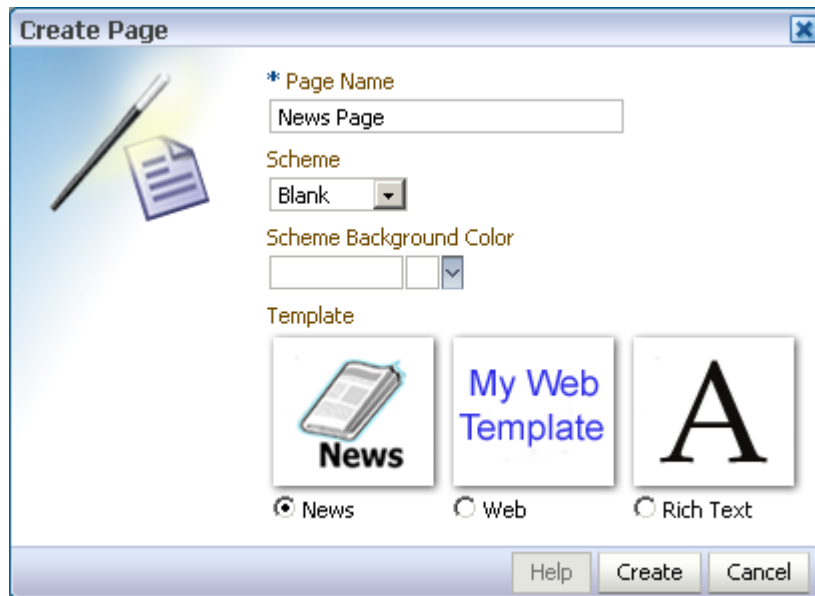 Create Page
* Page Name
News Page
Scheme
Blank
Scheme Background Color
Template
News
My Web
Template
A
News
Web
Rich Text
Help
Create
Cancel